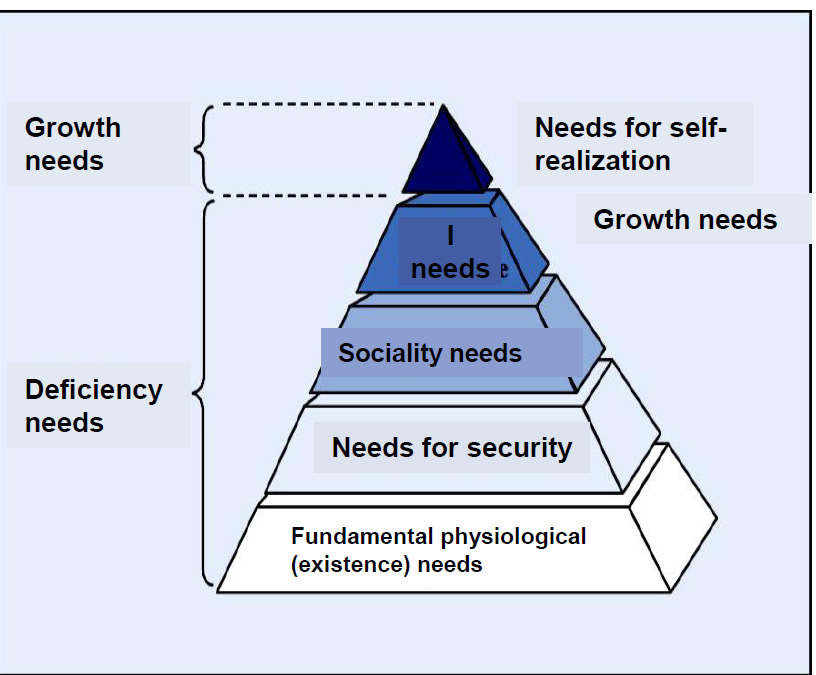 Growth
needs
Needs for self-
realization
Growth needs
I
needs
Sociality needs
Deficiency
needs
Needs for security
Fundamental physiological
(existence) needs